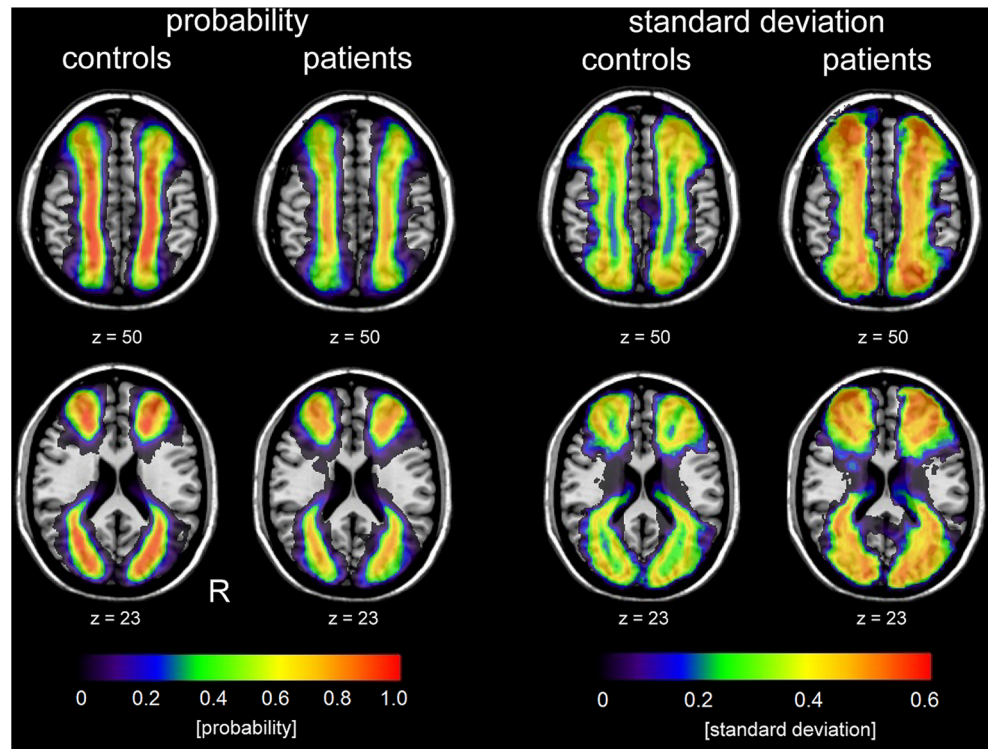 probability
standard deviation
controls
patients
controls
patients
z = 50
z = 50
z = 50
z = 50
R
z = 23
z = 23
z = 23
z = 23
0 0.2 0.4 0.6 0.8 1.0
[probability]
0 0.2 0.4 0.6
[standard deviation]